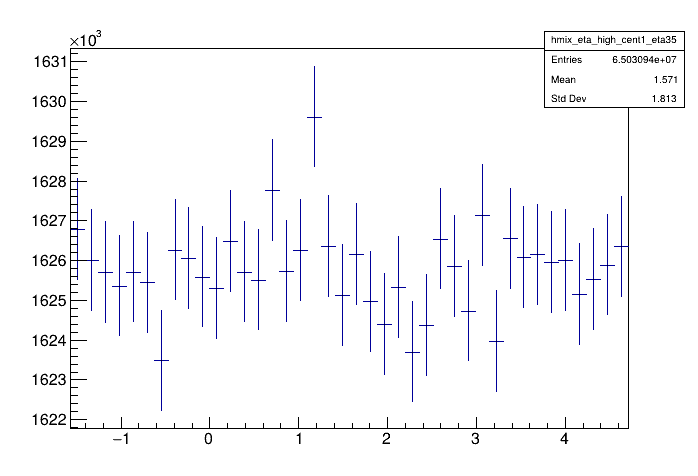 ×10³
hmix_eta_high_cent1_eta35
Entries 6.503094e+07
Mean 1.571
Std Dev 1.813
1631
1630
1629
1628
1627
1626
1625
1624
1623
1622
−1 0 1 2 3 4